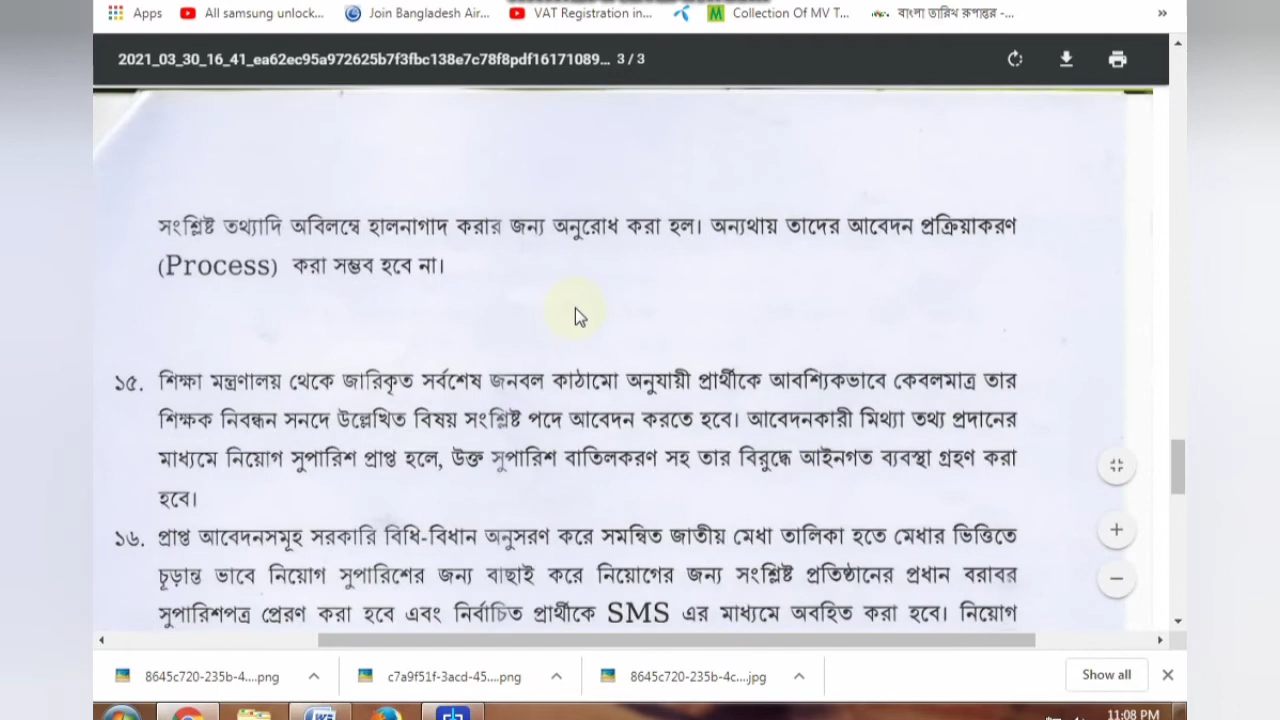 Apps All samsung unlock... Join Bangladesh Air... VAT Registration in... Collection Of MV T... বাংলা তারিখ রূপান্তর -... »
2021_03_30_16_41_ea62ec95a972625b7f3fbc138e7c78f8pdf16171089... 3 / 3
সংশ্লিষ্ট তথ্যাদি অবিলম্বে হালনাগাদ করার জন্য অনুরোধ করা হল। অন্যথায় তাদের আবেদন প্রক্রিয়াকরণ
(Process) করা সম্ভব হবে না।
১৫. শিক্ষা মন্ত্রণালয় থেকে জারিকৃত সর্বশেষ জনবল কাঠামো অনুযায়ী প্রার্থীকে আবশ্যিকভাবে কেবলমাত্র তার
শিক্ষক নিবন্ধন সনদে উল্লেখিত বিষয় সংশ্লিষ্ট পদে আবেদন করতে হবে। আবেদনকারী মিথ্যা তথ্য প্রদানের
মাধ্যমে নিয়োগ সুপারিশ প্রাপ্ত হলে, উক্ত সুপারিশ বাতিলকরণ সহ তার বিরুদ্ধে আইনগত ব্যবস্থা গ্রহণ করা
হবে।
১৬. প্রাপ্ত আবেদনসমূহ সরকারি বিধি-বিধান অনুসরণ করে সমন্বিত জাতীয় মেধা তালিকা হতে মেধার ভিত্তিতে
চূড়ান্ত ভাবে নিয়োগ সুপারিশের জন্য বাছাই করে নিয়োগের জন্য সংশ্লিষ্ট প্রতিষ্ঠানের প্রধান বরাবর
সুপারিশপত্র প্রেরণ করা হবে এবং নির্বাচিত প্রার্থীকে SMS এর মাধ্যমে অবহিত করা হবে। নিয়োগ
8645c720-235b-4....png c7a9f51f-3acd-45....png 8645c720-235b-4c....jpg Show all
11:08 PM